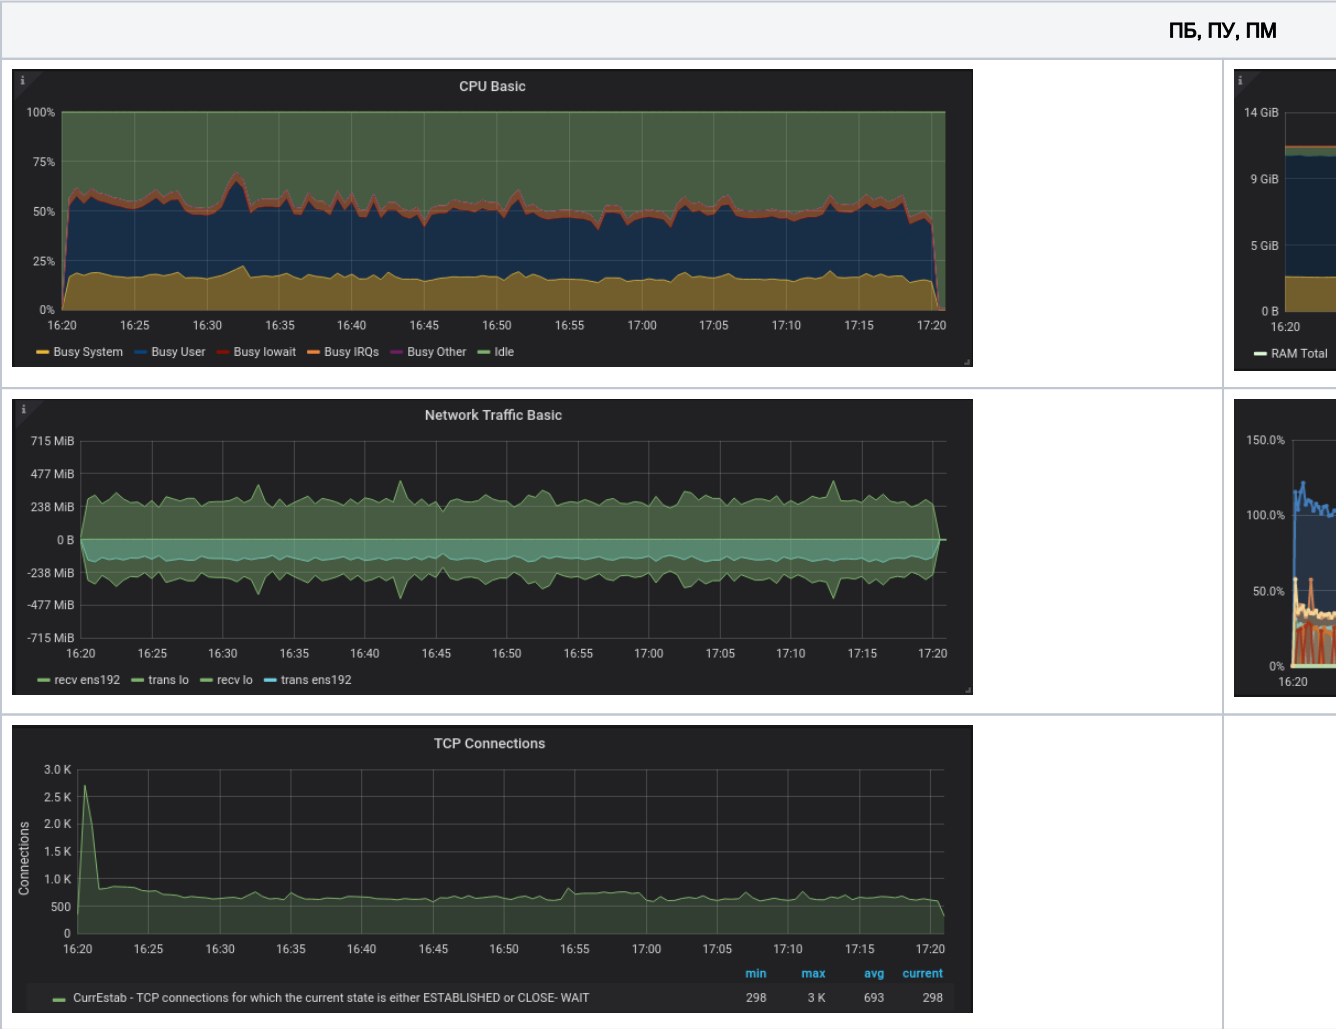 ПБ, ПУ, ПМ
CPU Basic
100%
75%
50%
25%
0%
16:20 16:25 16:30 16:35 16:40 16:45 16:50 16:55 17:00 17:05 17:10 17:15 17:20
Busy System Busy User Busy Iowait Busy IRQs Busy Other Idle
14 GiB
9 GiB
5 GiB
0 B
16:20
RAM Total
Network Traffic Basic
715 MiB
477 MiB
238 MiB
0 B
-238 MiB
-477 MiB
-715 MiB
16:20 16:25 16:30 16:35 16:40 16:45 16:50 16:55 17:00 17:05 17:10 17:15 17:20
recv ens192 trans lo recv lo trans ens192
150.0%
100.0%
50.0%
0%
16:20
TCP Connections
Connections
3.0 K
2.5 K
2.0 K
1.5 K
1.0 K
500
0
16:20 16:25 16:30 16:35 16:40 16:45 16:50 16:55 17:00 17:05 17:10 17:15 17:20
min max avg current
CurrEstab - TCP connections for which the current state is either ESTABLISHED or CLOSE- WAIT 298 3 K 693 298